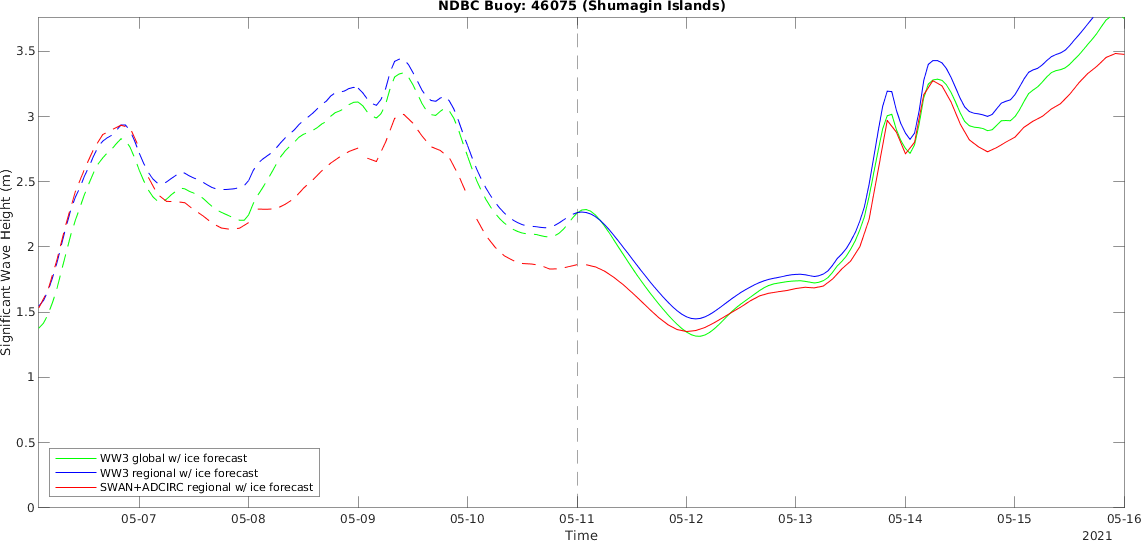 NDBC Buoy: 46075 (Shumagin Islands)
3.5
3
2.5
2
1.5
1
0.5
0
Significant Wave Height (m)
WW3 global w/ ice forecast
WW3 regional w/ ice forecast
SWAN+ADCIRC regional w/ ice forecast
05-07 05-08 05-09 05-10 05-11 05-12 05-13 05-14 05-15 05-16
Time
2021